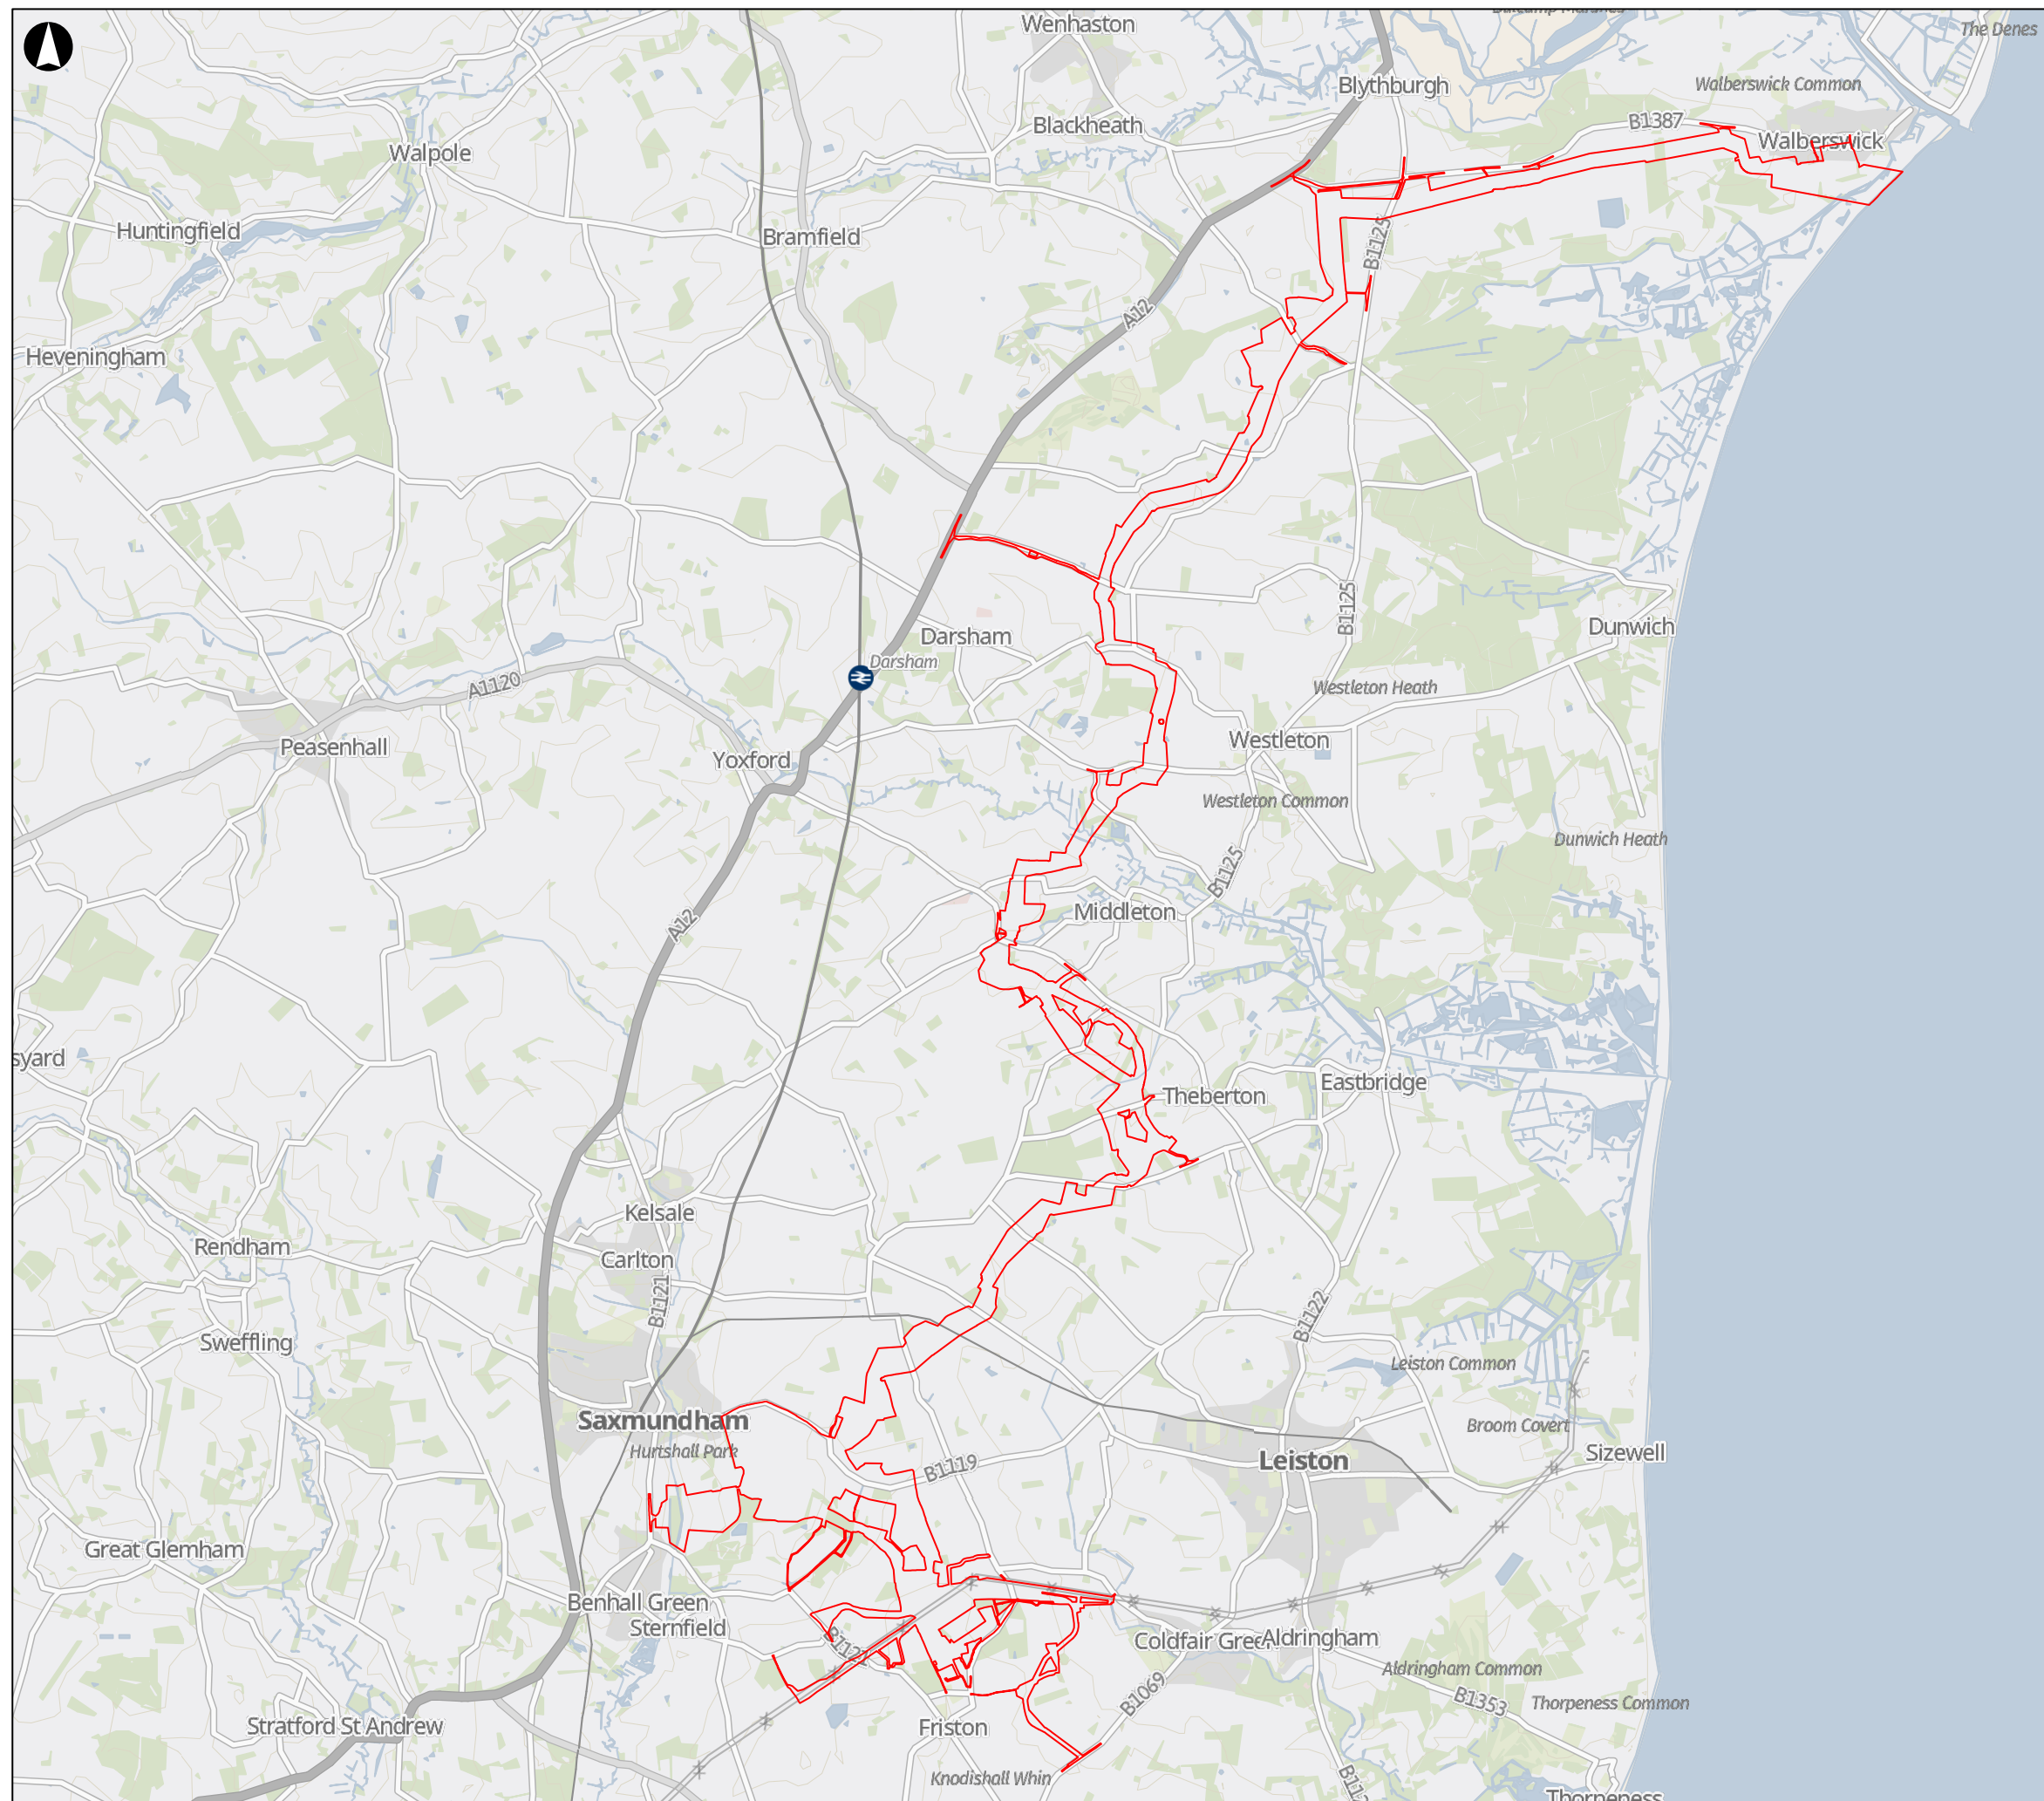 Wenhaston
The Denes
Blythburgh
Walberswick Common
Blackheath
B1387
Walpole
Walberswick
Huntingfield
Bramfield
B1125
A12
Heveningham
B1125
Dunwich
Darsham
Darsham
A1120
Westleton Heath
Peasenhall
Westleton
Yoxford
Westleton Common
Dunwich Heath
B1125
A12
Middleton
syard
Eastbridge
Theberton
Kelsale
Rendham
Carlton
B1121
B1122
Sweffling
Leiston Common
Saxmundham
Broom Covert
Hurtshall Park
Sizewell
Leiston
B1119
Great Glemham
Benhall Green
Sternfield
B1121
Coldfair Gree
Aldringham
Aldringham Common
B1069
B1353
Thorpeness Common
Stratford St Andrew
Friston
Knodishall Whin
Thorpeness